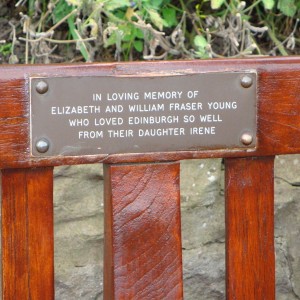 IN LOVING MEMORY OF
ELIZABETH AND WILLIAM FRASER YOUNG
WHO LOVED EDINBURGH SO WELL
FROM THEIR DAUGHTER IRENE